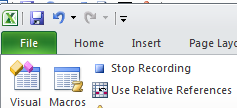 File Home Insert Page Layo
Stop Recording
Use Relative References
Visual Macros